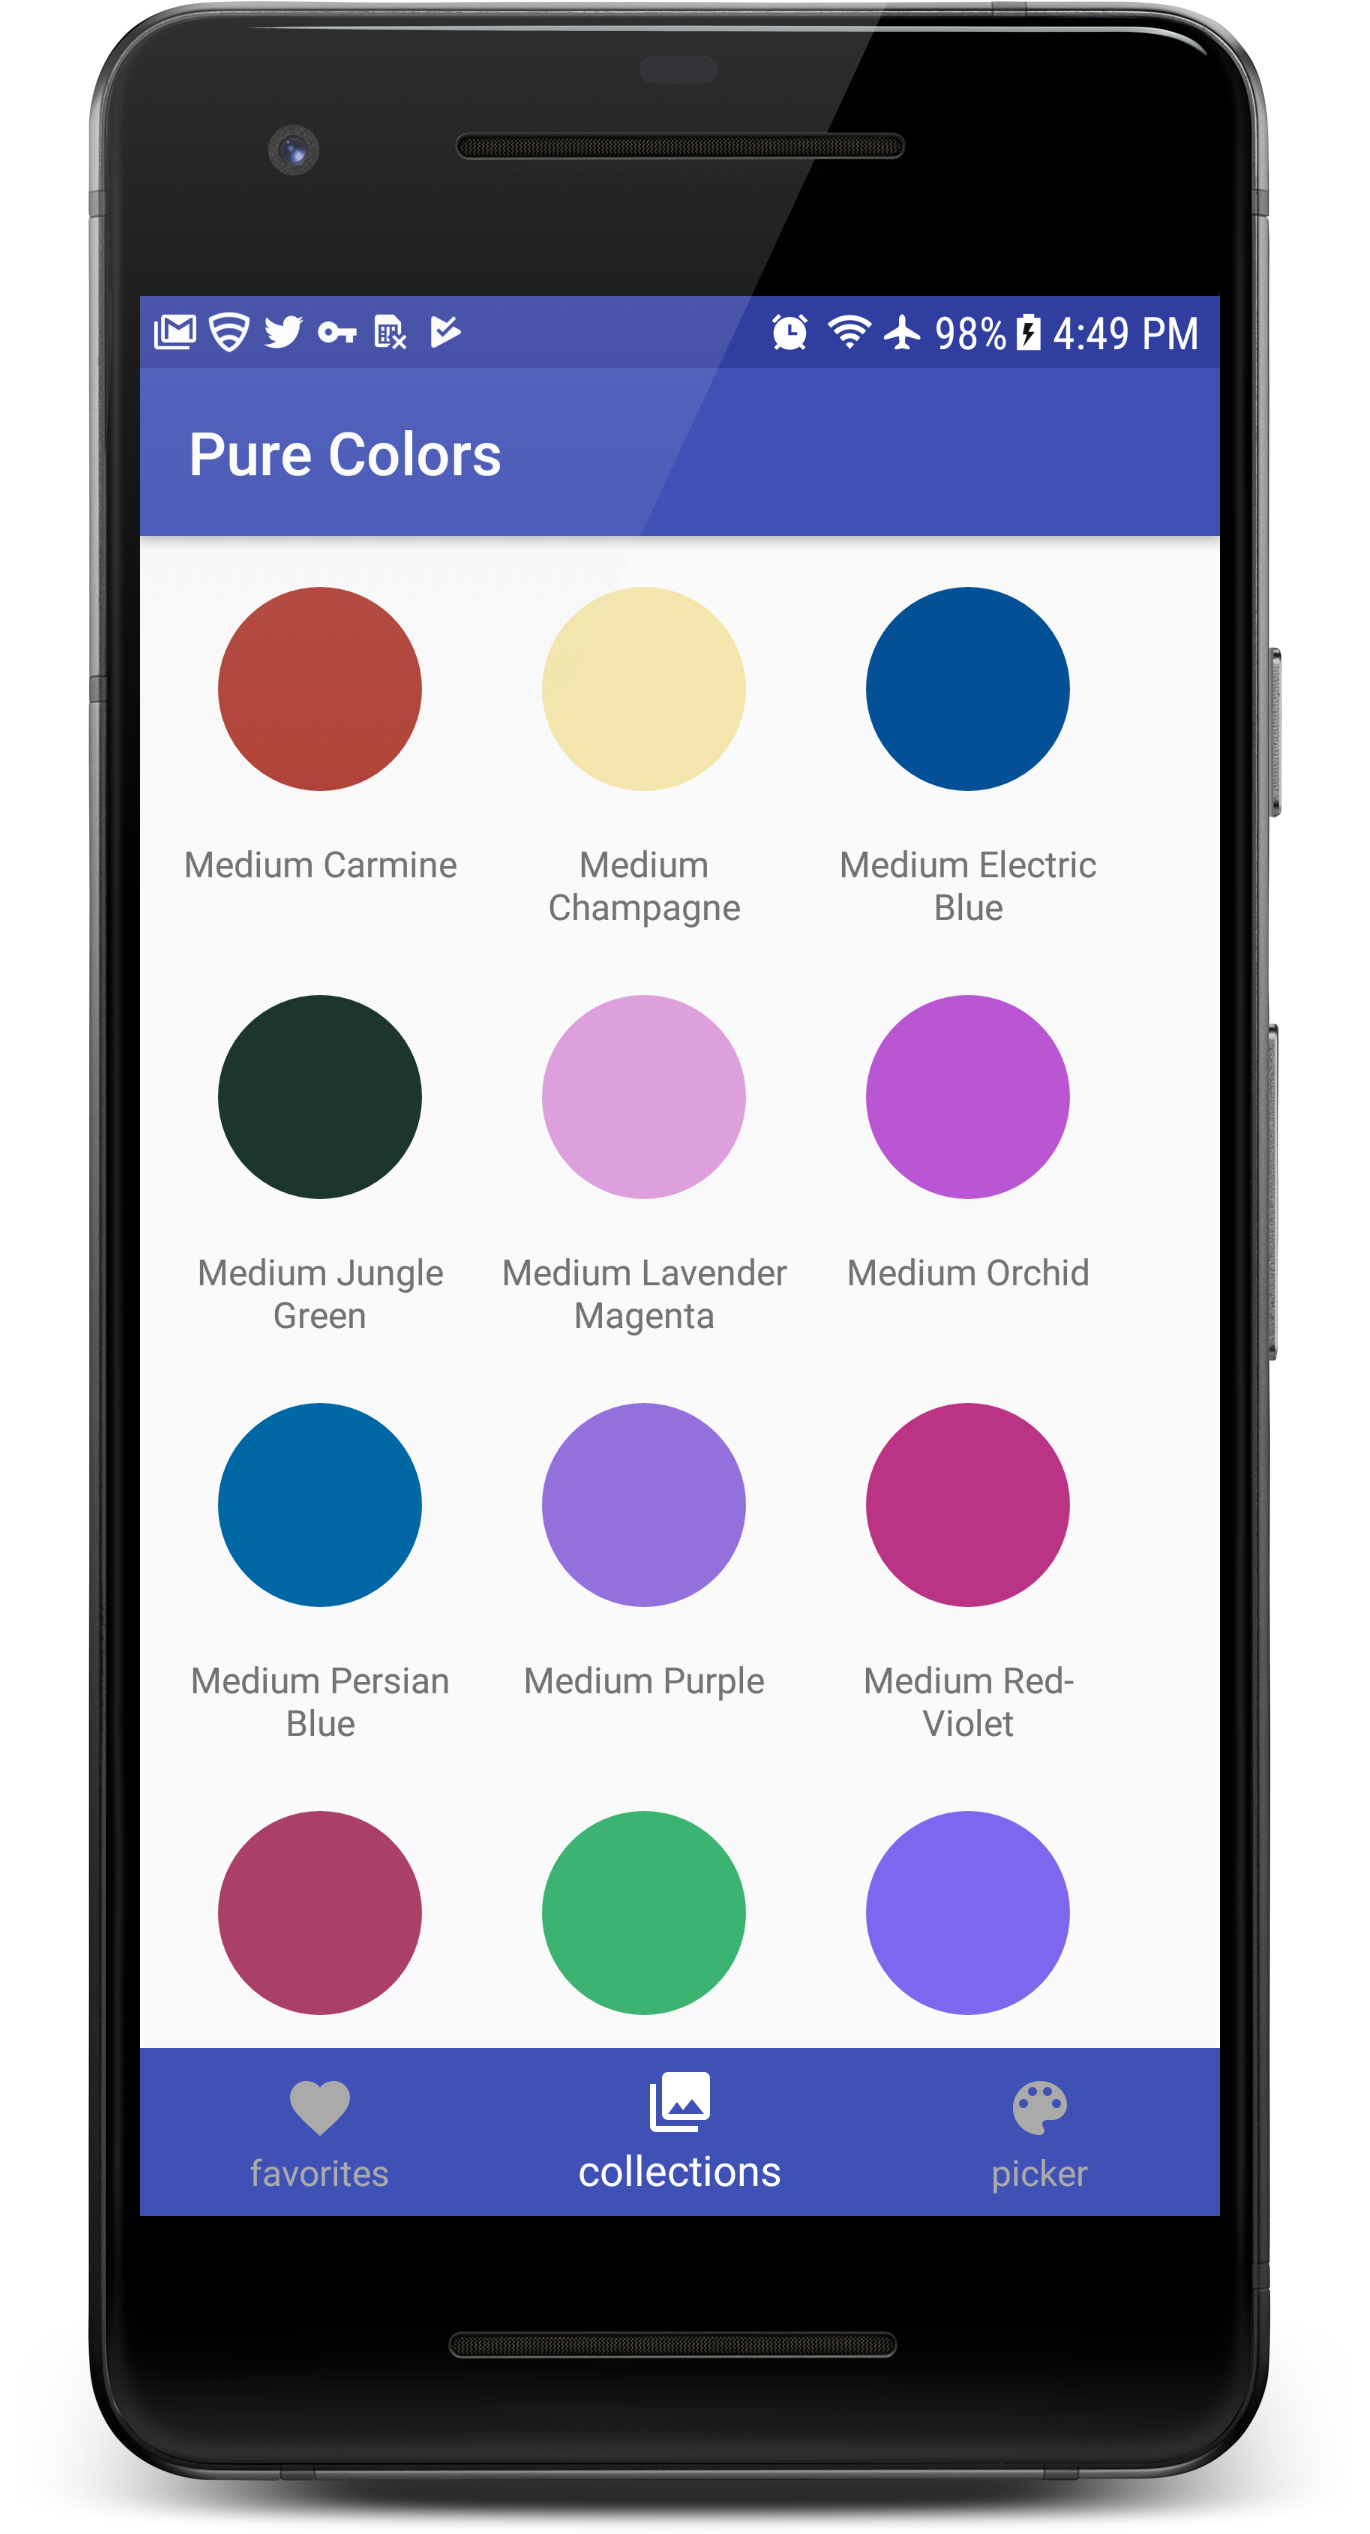 98% 4:49 PM
Pure Colors
Medium Carmine
Medium
Champagne
Medium Electric
Blue
Medium Jungle
Green
Medium Lavender
Magenta
Medium Orchid
Medium Persian
Blue
Medium Purple
Medium Red-
Violet
favorites
collections
picker